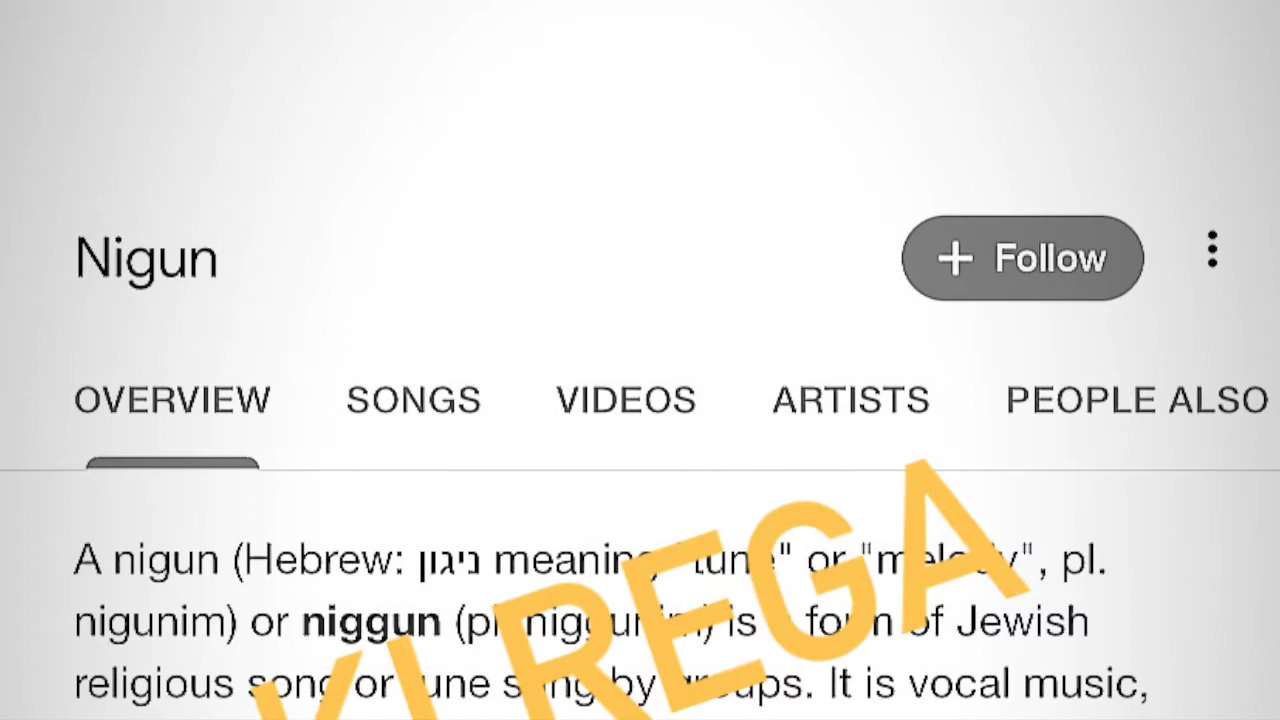 Nigun
+ Follow
OVERVIEW SONGS VIDEOS ARTISTS PEOPLE ALSO
A nigun (Hebrew: ניגון meaning "tune" or "melody", pl.
nigunim) or niggun (pl. niggunim) is a form of Jewish
religious song or tune sung by groups. It is vocal music,
KI REGA